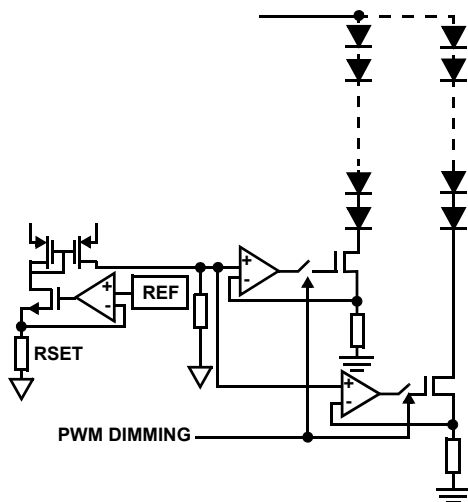 +
-
REF
+
-
RSET
+
-
PWM DIMMING